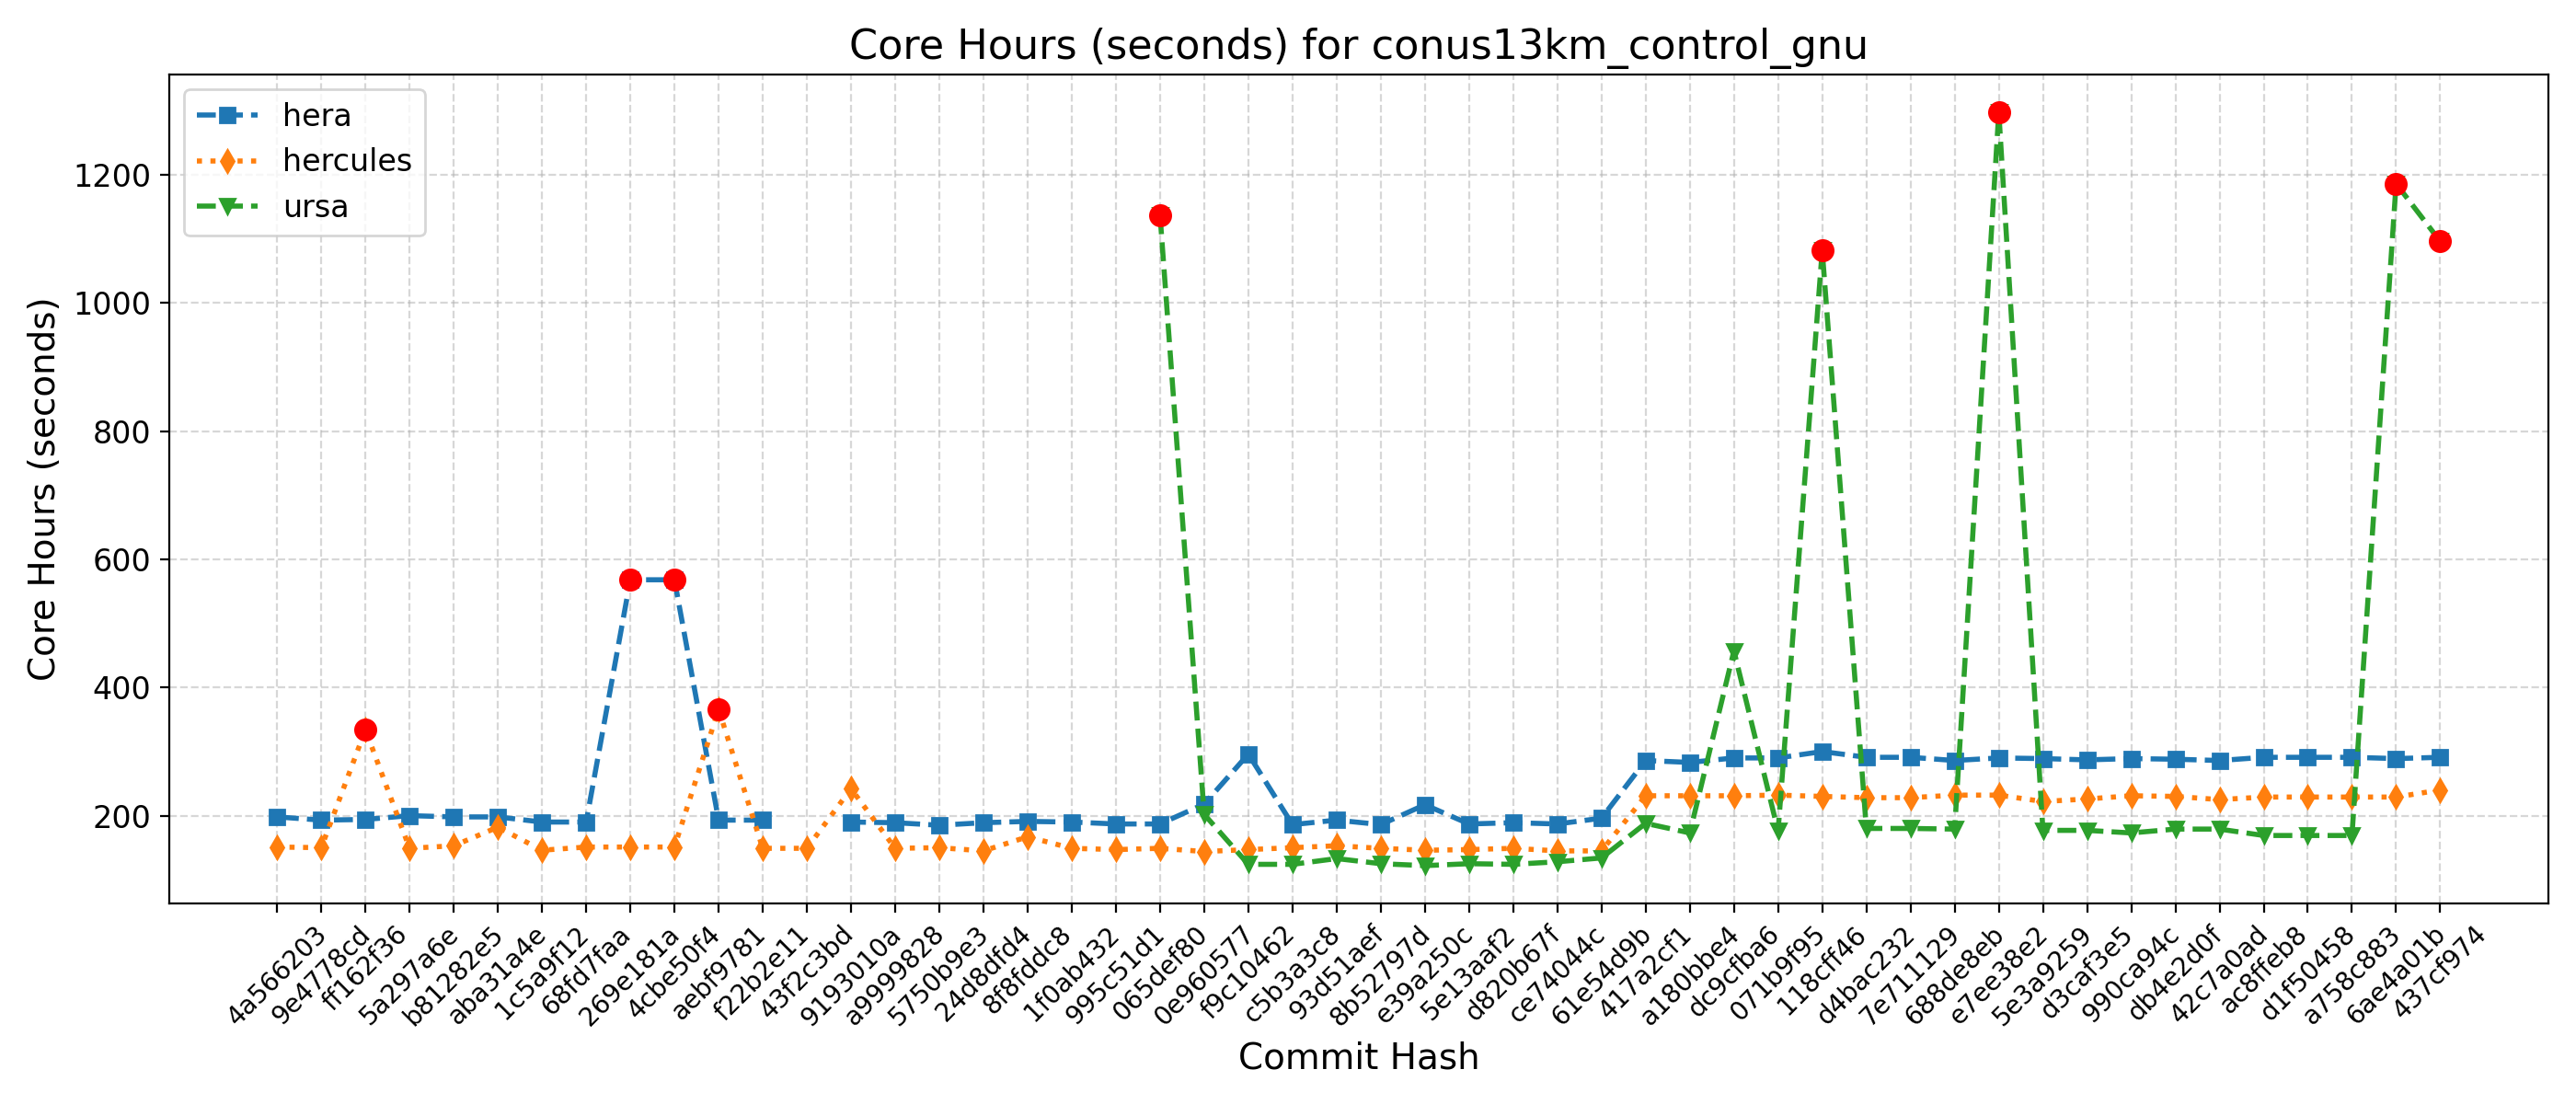 Core Hours (seconds) for conus13km_control_gnu
hera
hercules
ursa
Core Hours (seconds)
1200
1000
800
600
400
200
4a566203
9e4778cd
ff162f36
5a297a6e
b81282e5
aba31a4e
1c5a9f12
68fd7faa
269e181a
4cbe50f4
aebf9781
f22b2e11
43f2c3bd
9193010a
a9999828
5750b9e3
24d8dfd4
8f8fddc8
1f0ab432
995c51d1
065def80
0e960577
f9c10462
c5b3a3c8
93d51aef
8b52797d
e39a250c
5e13aaf2
d820b67f
ce74044c
61e54d9b
417a2cf1
a180bbe4
dc9cfba6
071b9f95
118cff46
d4bac232
7e711129
688de8eb
e7ee38e2
5e3a9259
d3caf3e5
990ca94c
db4e2d0f
42c7a0ad
ac8ffeb8
d1f50458
a758c883
6ae4a01b
437cf974
Commit Hash